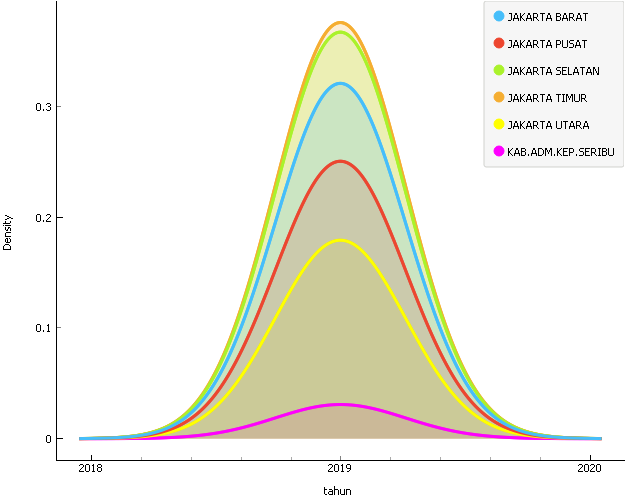 JAKARTA BARAT
JAKARTA PUSAT
JAKARTA SELATAN
JAKARTA TIMUR
JAKARTA UTARA
KAB.ADM.KEP.SERIBU
0.3
0.2
0.1
0
Density
2018 2019 2020
tahun